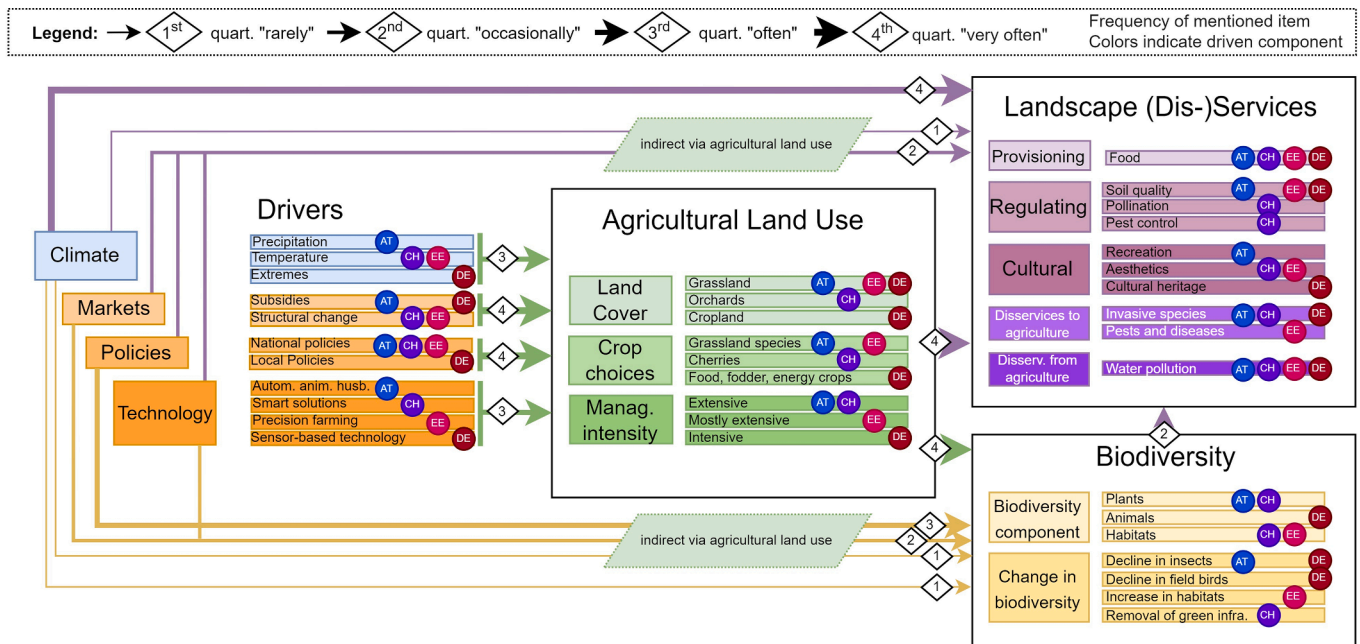 Legend: 1st quart. "rarely" 2nd quart. "occasionally" 3rd quart. "often" 4th quart. "very often" Frequency of mentioned item
Colors indicate driven component
4
Landscape (Dis-)Services
1
indirect via agricultural land use
2
Provisioning
Food AT CH EE DE
Regulating
Soil quality AT EE DE
Pollination CH
Pest control CH
Cultural
Recreation AT
Aesthetics CH EE
Cultural heritage DE
Disservices to
agriculture
Invasive species AT CH DE
Pests and diseases EE
Disserv. from
agriculture
Water pollution AT CH EE DE
Climate
Markets
Policies
Technology
Drivers
Precipitation AT
Temperature CH EE
Extremes DE
3
Subsidies AT DE
Structural change CH EE
4
National policies AT CH EE
Local Policies DE
4
Autom. anim. husb. AT
Smart solutions CH
Precision farming EE
Sensor-based technology DE
3
Agricultural Land Use
Land
Cover
Grassland AT EE DE
Orchards CH
Cropland DE
Crop
choices
Grassland species AT EE
Cherries CH
Food, fodder, energy crops DE
Manag.
intensity
Extensive AT CH
Mostly extensive EE
Intensive DE
4
4
2
Biodiversity
Biodiversity
component
Plants AT CH
Animals DE
Habitats CH EE
Change in
biodiversity
Decline in insects AT DE
Decline in field birds DE
Increase in habitats EE
Removal of green infra. CH
3
indirect via agricultural land use
2
1
1